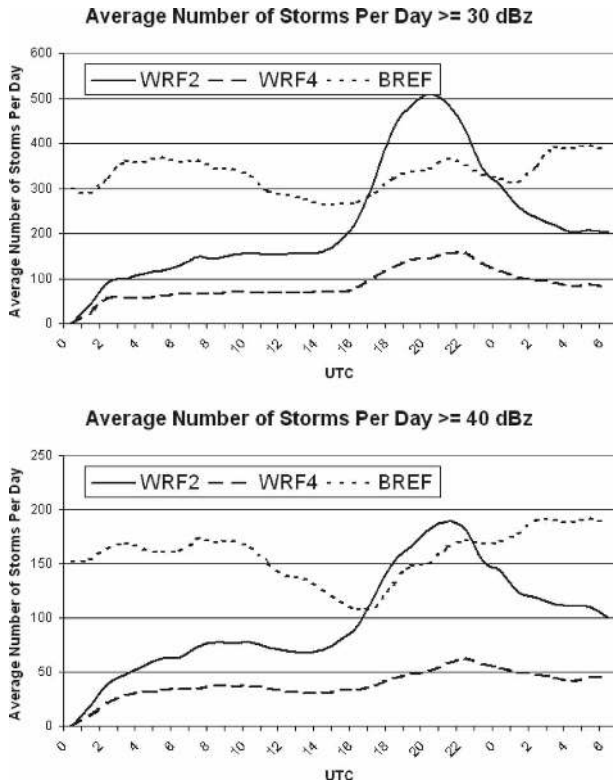 Average Number of Storms Per Day >= 30 dBz
Average Number of Storms Per Day
600
500
400
300
200
100
0
WRF2 WRF4 BREF
0 2 4 6 8 10 12 14 16 18 20 22 0 2 4 6
UTC
Average Number of Storms Per Day >= 40 dBz
Average Number of Storms Per Day
250
200
150
100
50
0
WRF2 WRF4 BREF
0 2 4 6 8 10 12 14 16 18 20 22 0 2 4 6
UTC